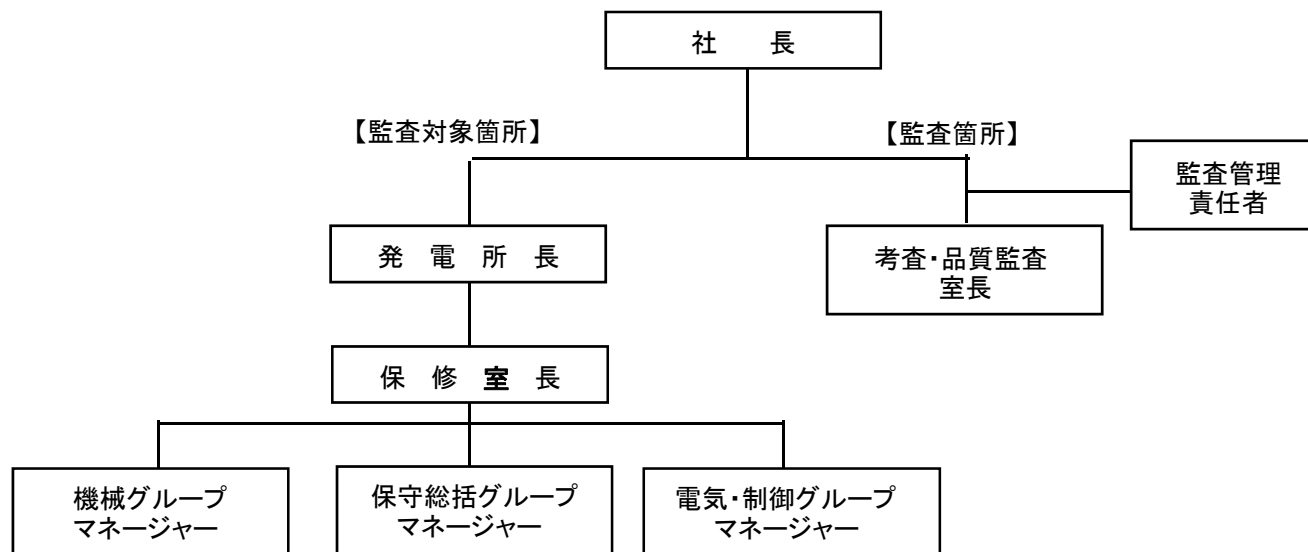 社　長
【監査対象箇所】
【監査箇所】
監査管理
責任者
発　電　所　長
考査・品質監査
室長
保　修　室　長
機械グループ
マネージャー
保守総括グループ
マネージャー
電気・制御グループ
マネージャー